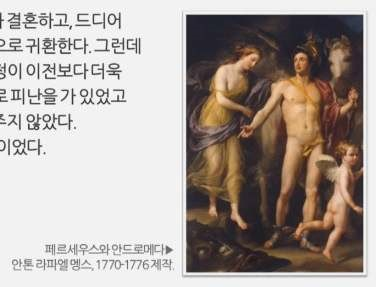 결혼하고, 드디어
으로 귀환한다. 그런데
정이 이전보다 더욱
로 피난을 가 있었고
주지 않았다.
이었다.
페르세우스와 안드로메다▶
안톤 라파엘 멩스, 1770-1776 제작.